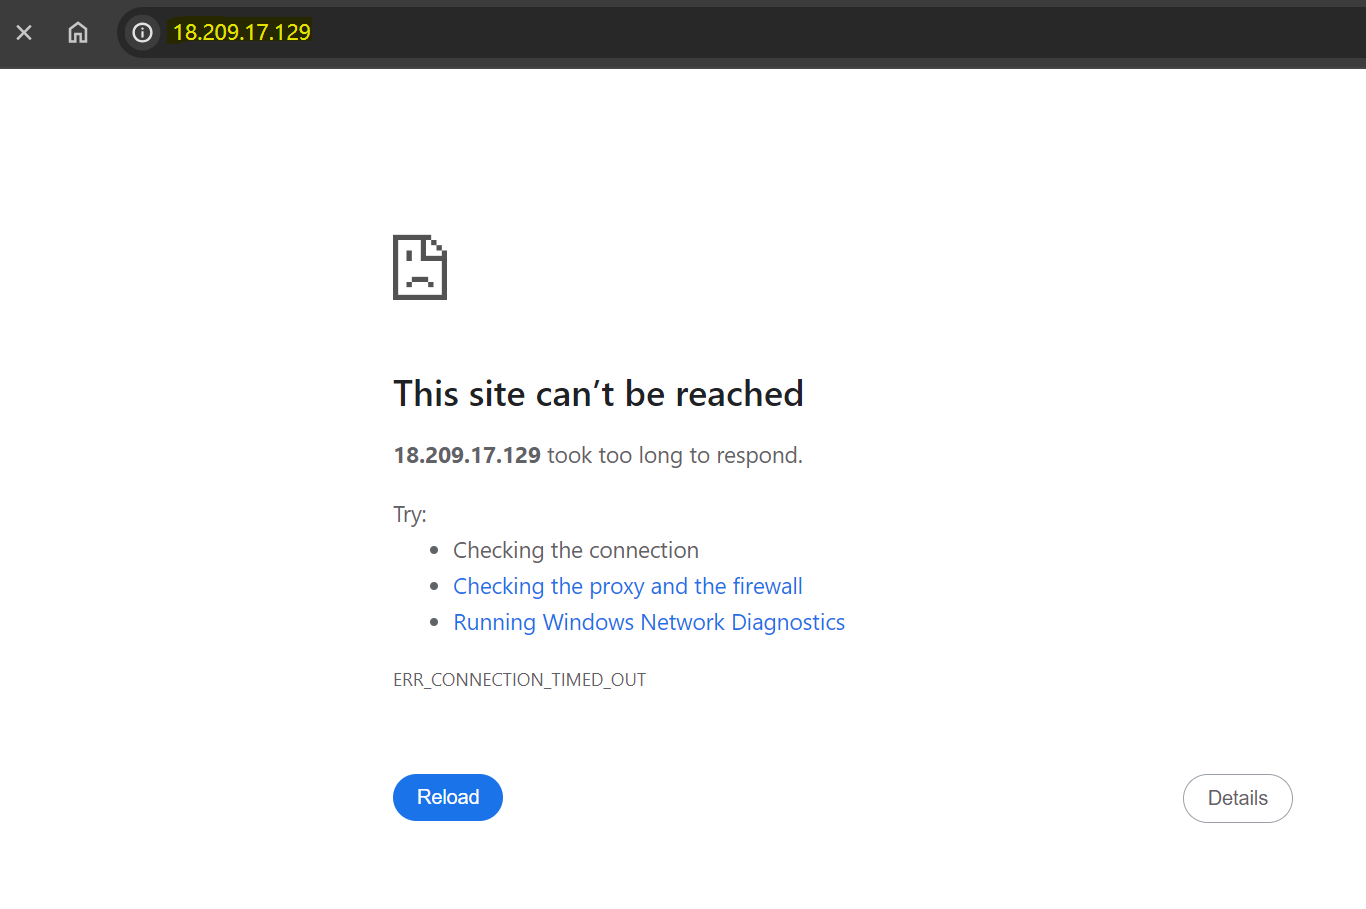 18.209.17.129
This site can’t be reached
18.209.17.129 took too long to respond.
Try:
Checking the connection
Checking the proxy and the firewall
Running Windows Network Diagnostics
ERR_CONNECTION_TIMED_OUT
Reload
Details